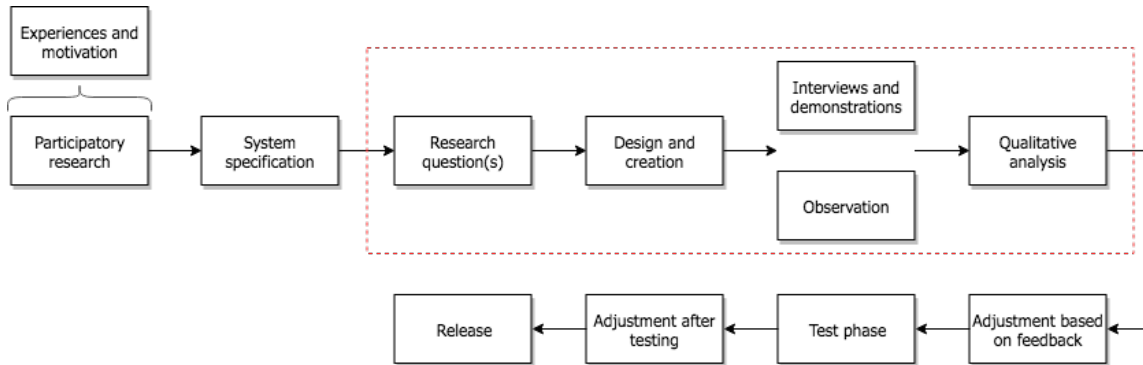 Experiences and
motivation
Participatory
research
System
specification
Research
question(s)
Design and
creation
Interviews and
demonstrations
Observation
Qualitative
analysis
Release
Adjustment after
testing
Test phase
Adjustment based
on feedback